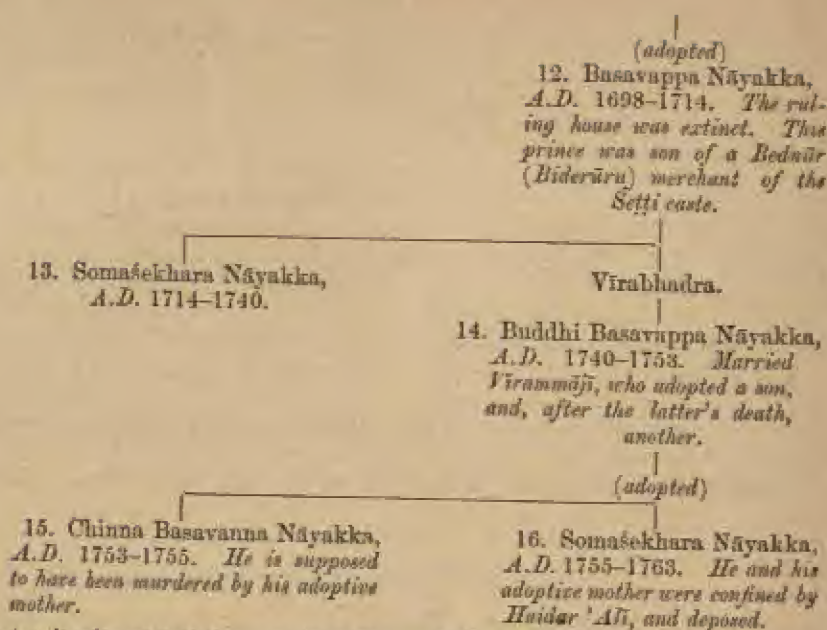 (adopted)
12. Basavappa Nāyakka,
A.D. 1698–1714. The rul-
ing house was extinct. This
prince was son of a Bednūr
(Biderūru) merchant of the
Śeṭṭi caste.
13. Somaśekhara Nāyakka,
A.D. 1714–1740.
Vīrabhadra.
14. Buddhi Basavappa Nāyakka,
A.D. 1740–1753. Married
Vīrammājī, who adopted a son,
and, after the latter's death,
another.
(adopted)
15. Chinna Basavanna Nāyakka,
A.D. 1753–1755. He is supposed
to have been murdered by his adoptive
mother.
16. Somaśekhara Nāyakka,
A.D. 1755–1763. He and his
adoptive mother were confined by
Haidar 'Alī, and deposed.